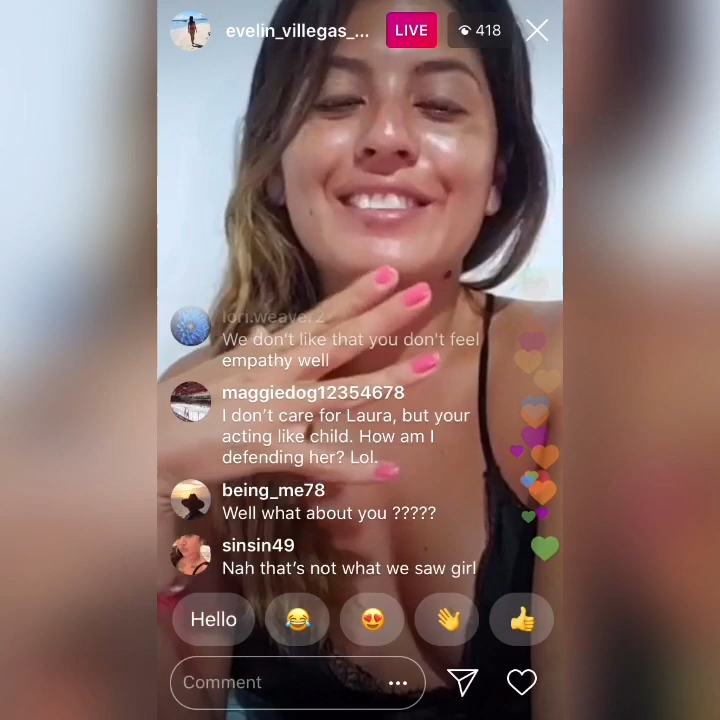 evelin_villegas_...
LIVE
418
lori.weaver2
We don't like that you don't feel
empathy well
maggiedog12354678
I don't care for Laura, but your
acting like child. How am I
defending her? Lol.
being_me78
Well what about you ?????
sinsin49
Nah that's not what we saw girl
Hello
Comment